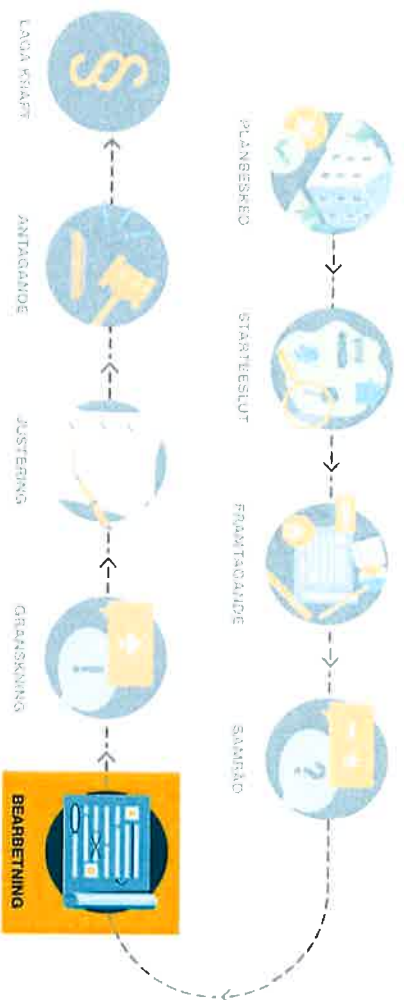 PLANBESKED
STARTBESLUT
FRAMTAGANDE
SAMRÅD
BEARBETNING
GRANSKNING
JUSTERING
ANTAGANDE
LAGA KRAFT